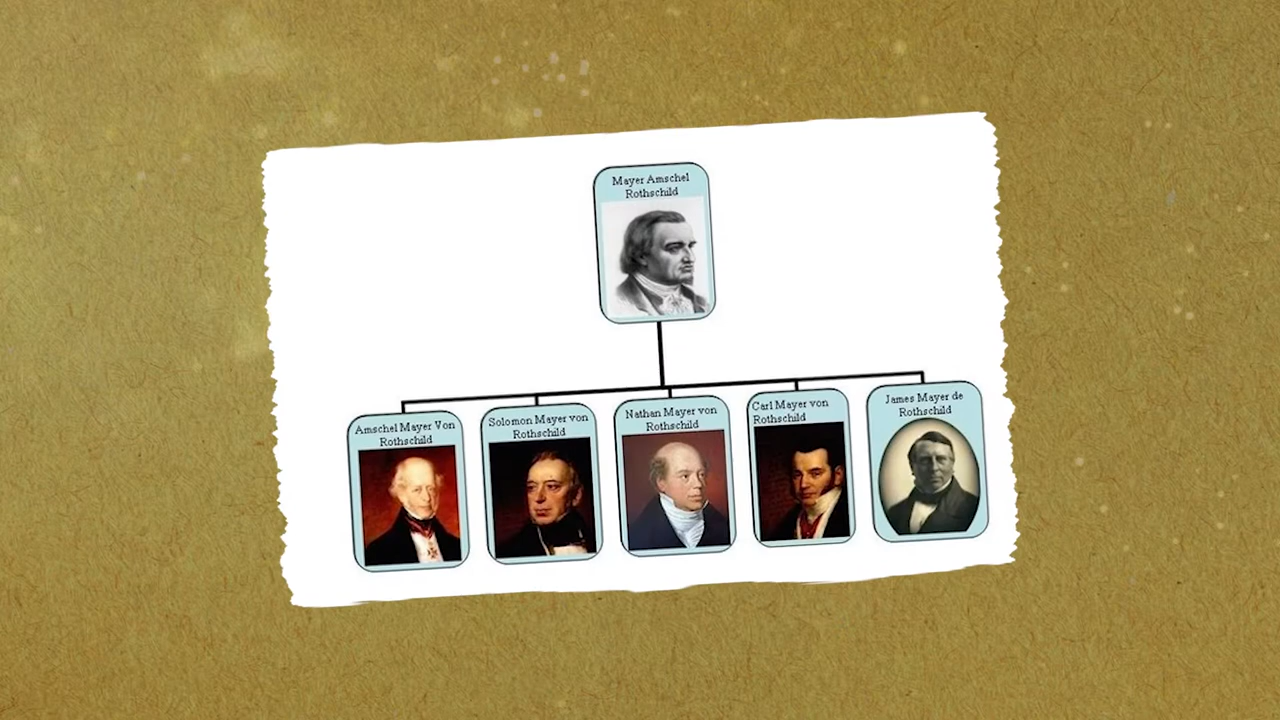 Mayer Amschel
Rothschild
Amschel Mayer Von
Rothschild
Solomon Mayer von
Rothschild
Nathan Mayer von
Rothschild
Carl Mayer von
Rothschild
James Mayer de
Rothschild